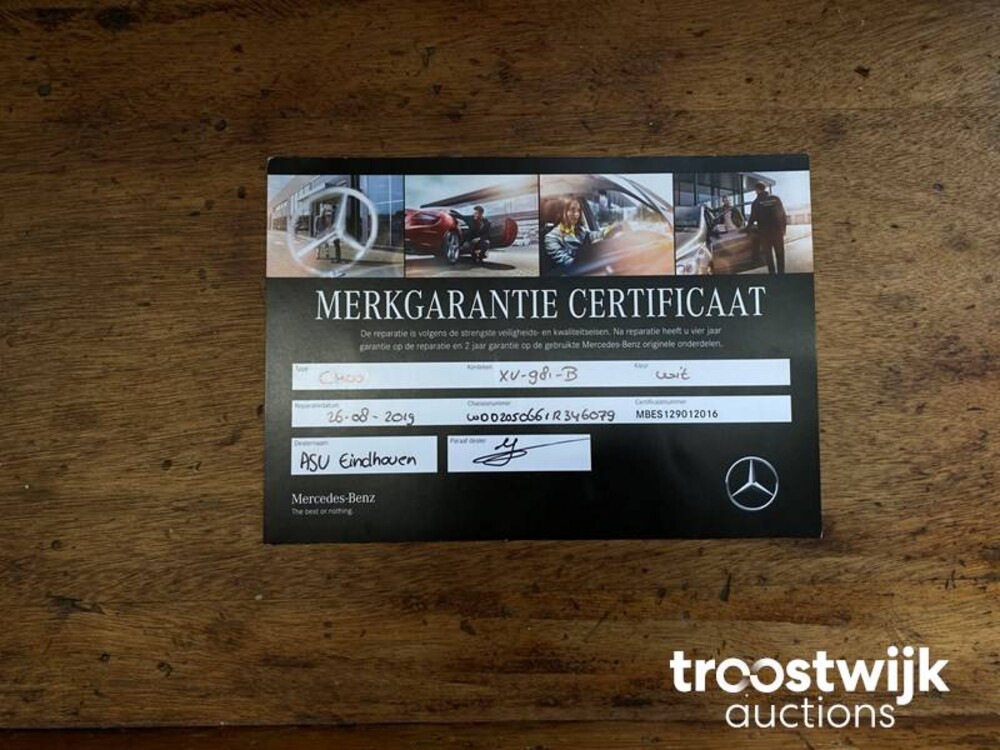 MERKGARANTIE CERTIFICAAT
De reparatie is volgens de strengste veiligheids- en kwaliteitseisen. Na reparatie heeft u vier jaar
garantie op de reparatie en 2 jaar garantie op de gebruikte Mercedes-Benz originele onderdelen.
Type Kenteken Kleur
XV-981-B wit
Reparatiedatum Chassisnummer Certificaatnummer
26-08-2019 WDD2050661R346079 MBES129012016
Dealernaam Paraaf dealer
ASU Eindhoven
Mercedes-Benz
The best or nothing.
troostwijk
auctions